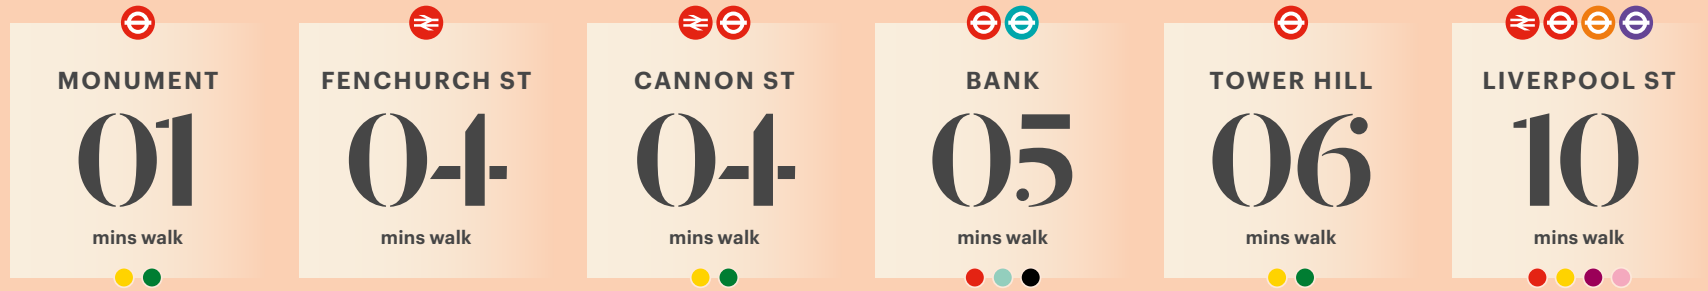 MONUMENT
01
mins walk
FENCHURCH ST
04
mins walk
CANNON ST
04
mins walk
BANK
05
mins walk
TOWER HILL
06
mins walk
LIVERPOOL ST
10
mins walk